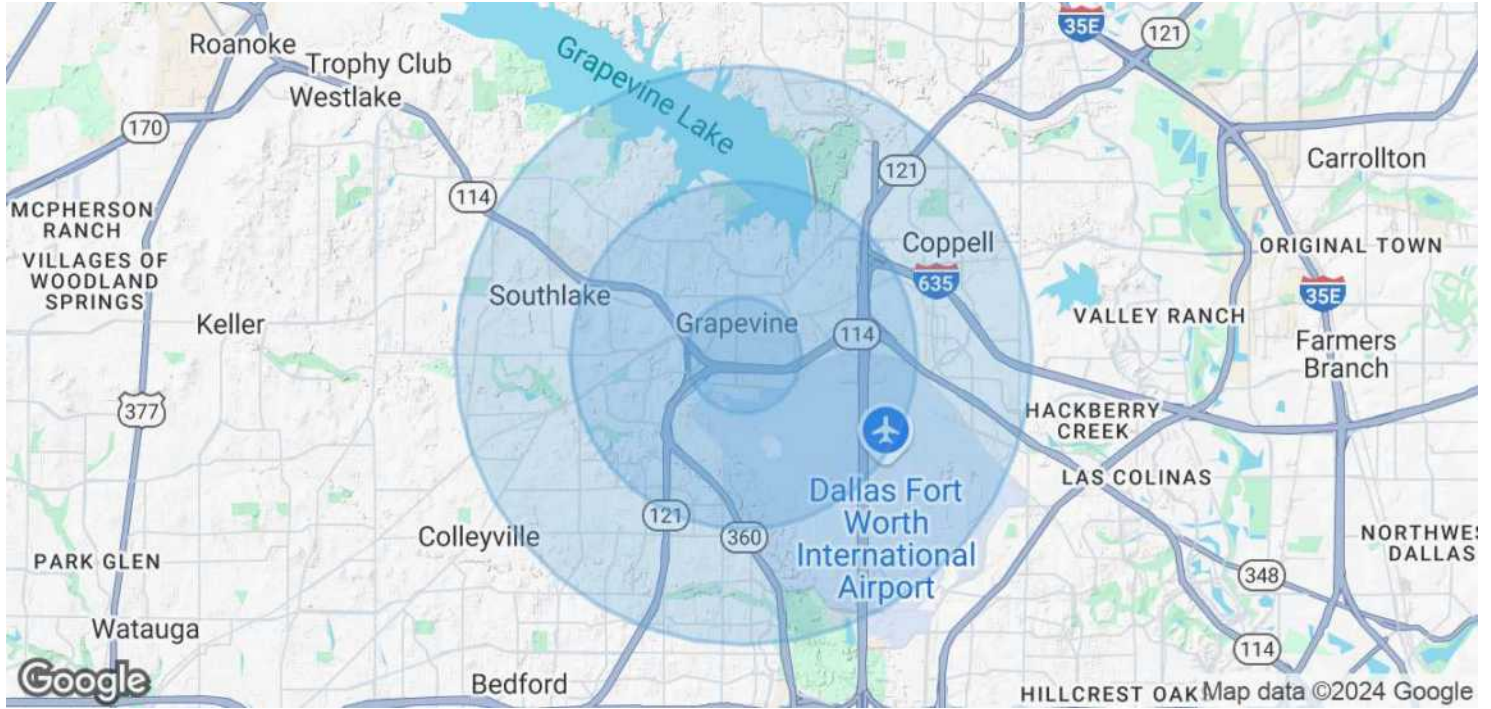 35E
121
Roanoke
Trophy Club
Westlake
Grapevine Lake
170
Carrollton
121
114
MCPHERSON
RANCH
Coppell
ORIGINAL TOWN
VILLAGES OF
WOODLAND
SPRINGS
635
35E
Southlake
Keller
Grapevine
VALLEY RANCH
114
Farmers
Branch
377
HACKBERRY
CREEK
LAS COLINAS
Dallas Fort
Worth
International
Airport
121
360
Colleyville
NORTHWES
DALLAS
PARK GLEN
348
Watauga
114
Google
Bedford
HILLCREST OAK
Map data ©2024 Google